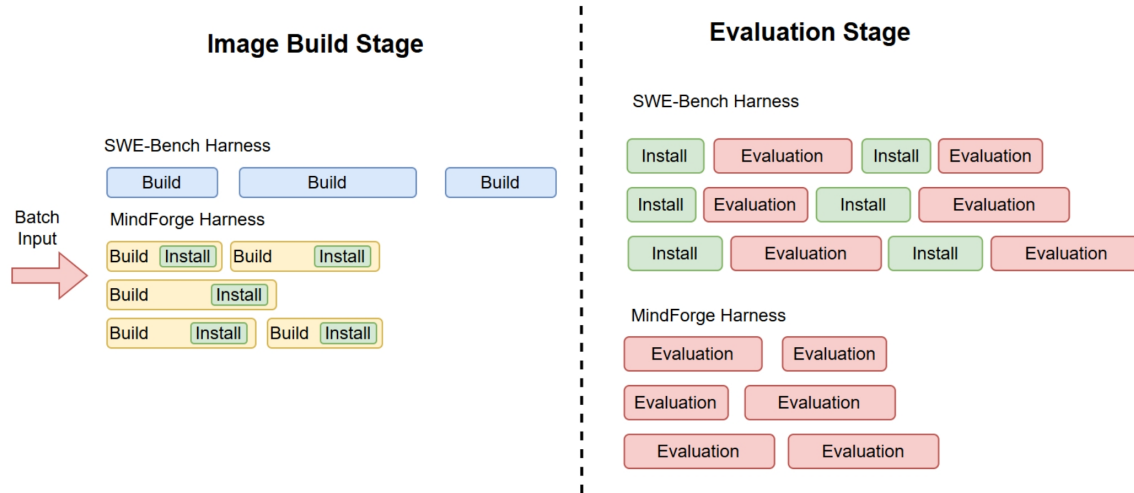 Image Build Stage
SWE-Bench Harness
Build Build Build
Batch
Input
MindForge Harness
Build Install Build Install
Build Install
Build Install Build Install
Evaluation Stage
SWE-Bench Harness
Install Evaluation Install Evaluation
Install Evaluation Install Evaluation
Install Evaluation Install Evaluation
MindForge Harness
Evaluation Evaluation
Evaluation Evaluation
Evaluation Evaluation